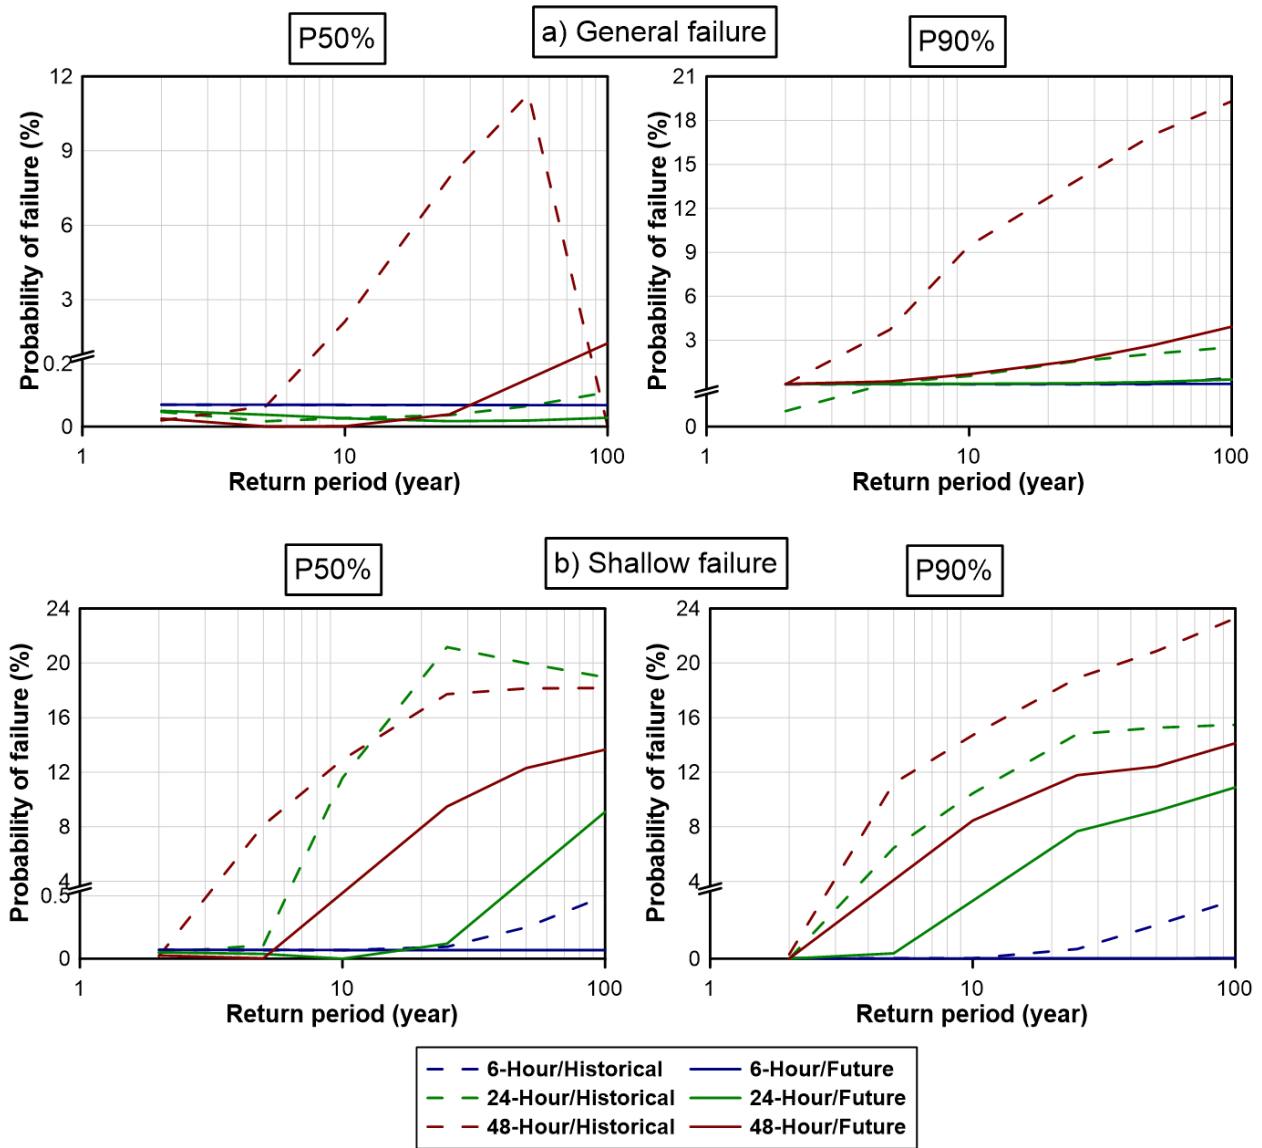 a) General failure
P50%
P90%
Probability of failure (%)
12
9
6
3
0.2
0
1
10
100
Return period (year)
Probability of failure (%)
21
18
15
12
9
6
3
0
1
10
100
Return period (year)
b) Shallow failure
P50%
P90%
Probability of failure (%)
24
20
16
12
8
4
0.5
0
1
10
100
Return period (year)
Probability of failure (%)
24
20
16
12
8
4
0
1
10
100
Return period (year)
6-Hour/Historical
6-Hour/Future
24-Hour/Historical
24-Hour/Future
48-Hour/Historical
48-Hour/Future